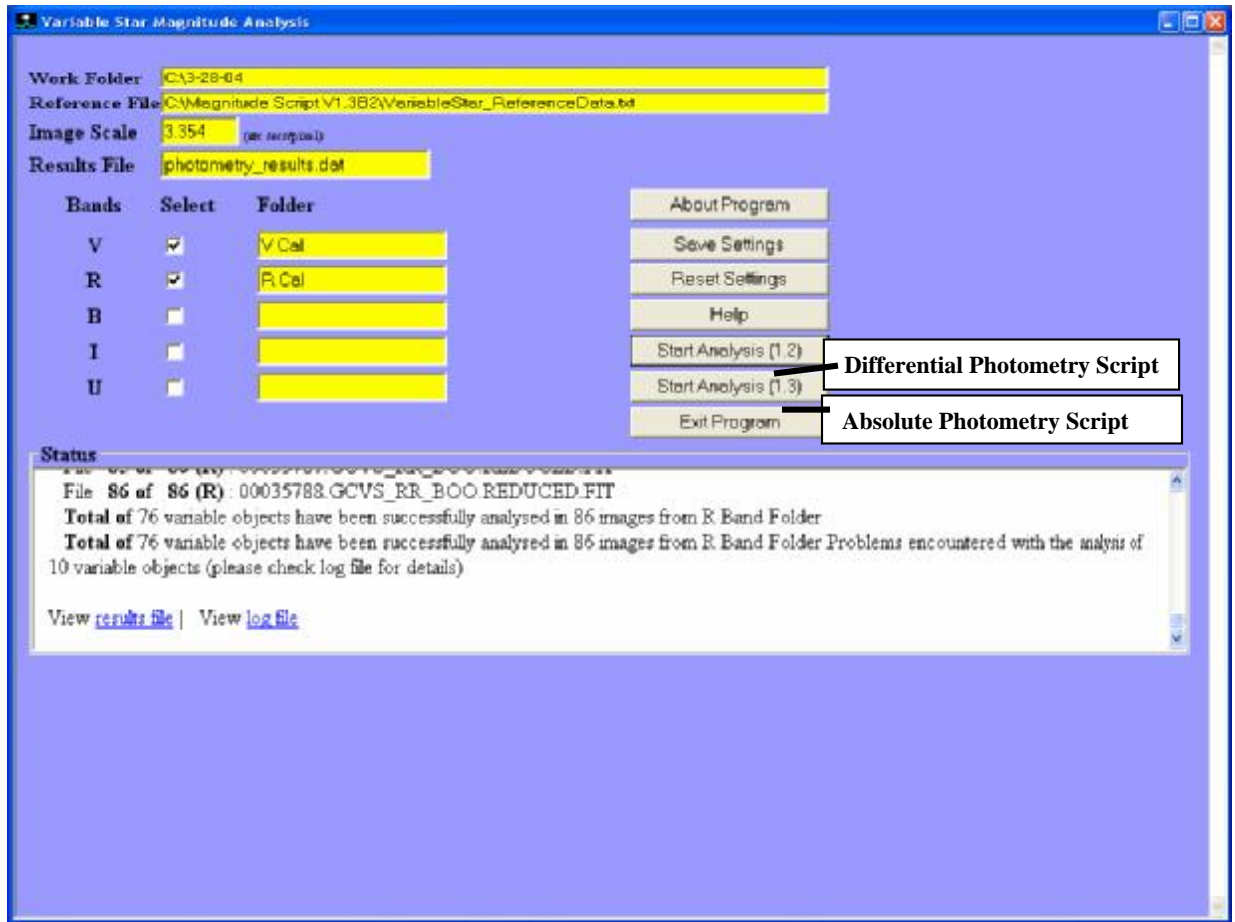 Variable Star Magnitude Analysis
Work Folder C:\3-28-04
Reference File C:\Magnitude Script V1.3B2\VariableStar_ReferenceData.txt
Image Scale 3.354 (arc secs/pixel)
Results File photometry_results.dat
Bands Select Folder About Program
V V Cal Save Settings
R R Cal Reset Settings
B Help
I Start Analysis (1.2) Differential Photometry Script
U Start Analysis (1.3)
Exit Program Absolute Photometry Script
Status
File 86 of 86 (R) : 00035788.GCVS_RR_BOO.REDUCED.FIT
Total of 76 variable objects have been successfully analysed in 86 images from R Band Folder
Total of 76 variable objects have been successfully analysed in 86 images from R Band Folder Problems encountered with the analysis of
10 variable objects (please check log file for details)
View results file | View log file